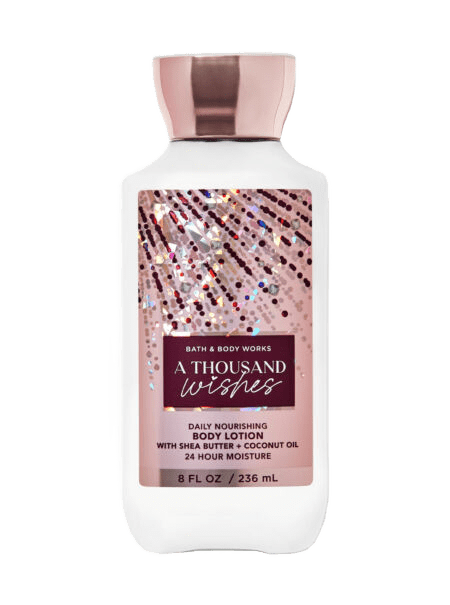 BATH & BODY WORKS
A THOUSAND
wishes
DAILY NOURISHING
BODY LOTION
WITH SHEA BUTTER + COCONUT OIL
24 HOUR MOISTURE
8 FL OZ / 236 mL